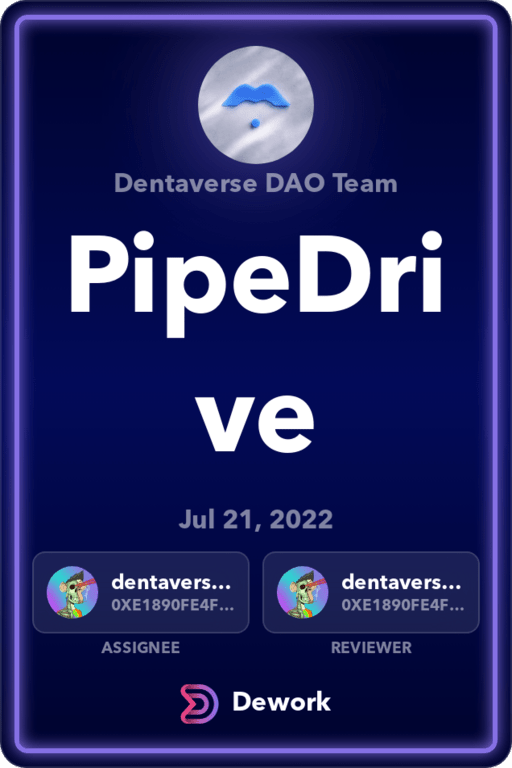 Dentaverse DAO Team
PipeDri
ve
Jul 21, 2022
dentavers...
0XE1890FE4F...
ASSIGNEE
dentavers...
0XE1890FE4F...
REVIEWER
Dework